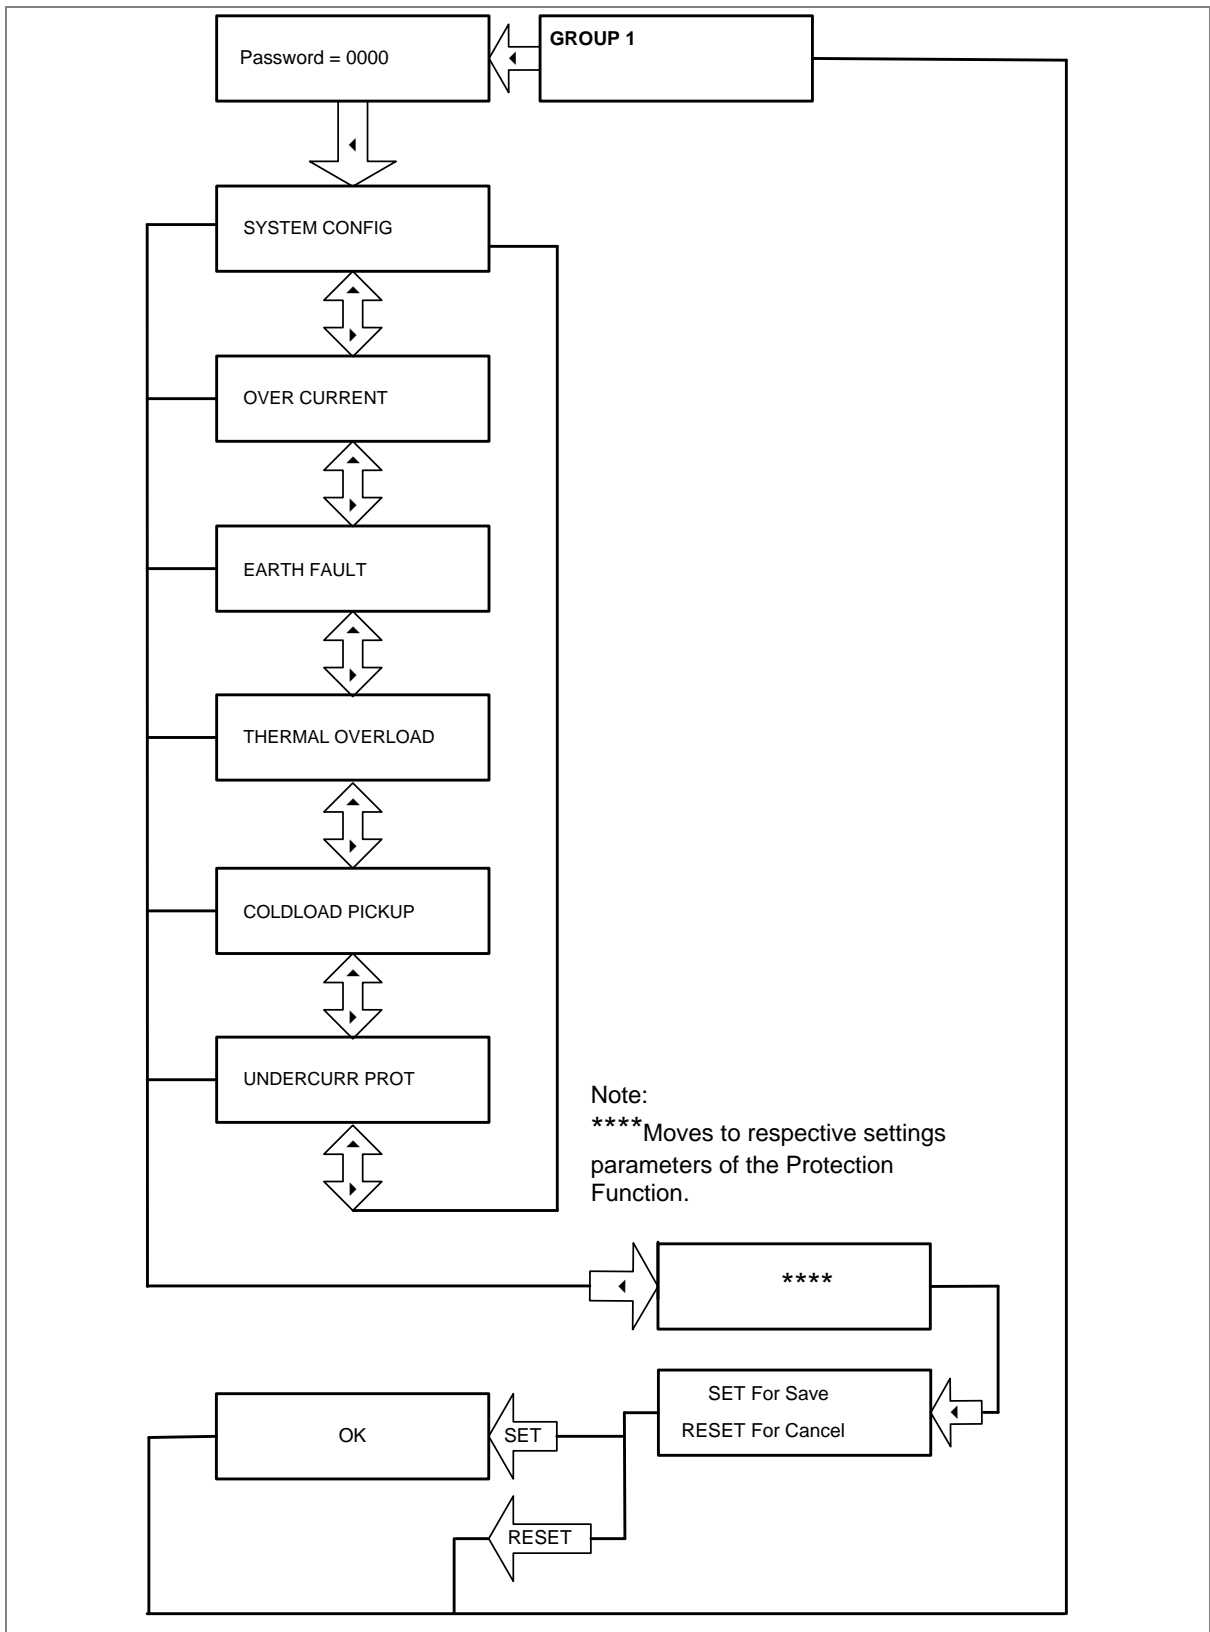 Password = 0000
GROUP 1
SYSTEM CONFIG
OVER CURRENT
EARTH FAULT
THERMAL OVERLOAD
COLDLOAD PICKUP
UNDERCURR PROT
Note:
****Moves to respective settings
parameters of the Protection
Function.
****
SET For Save
RESET For Cancel
OK
SET
RESET